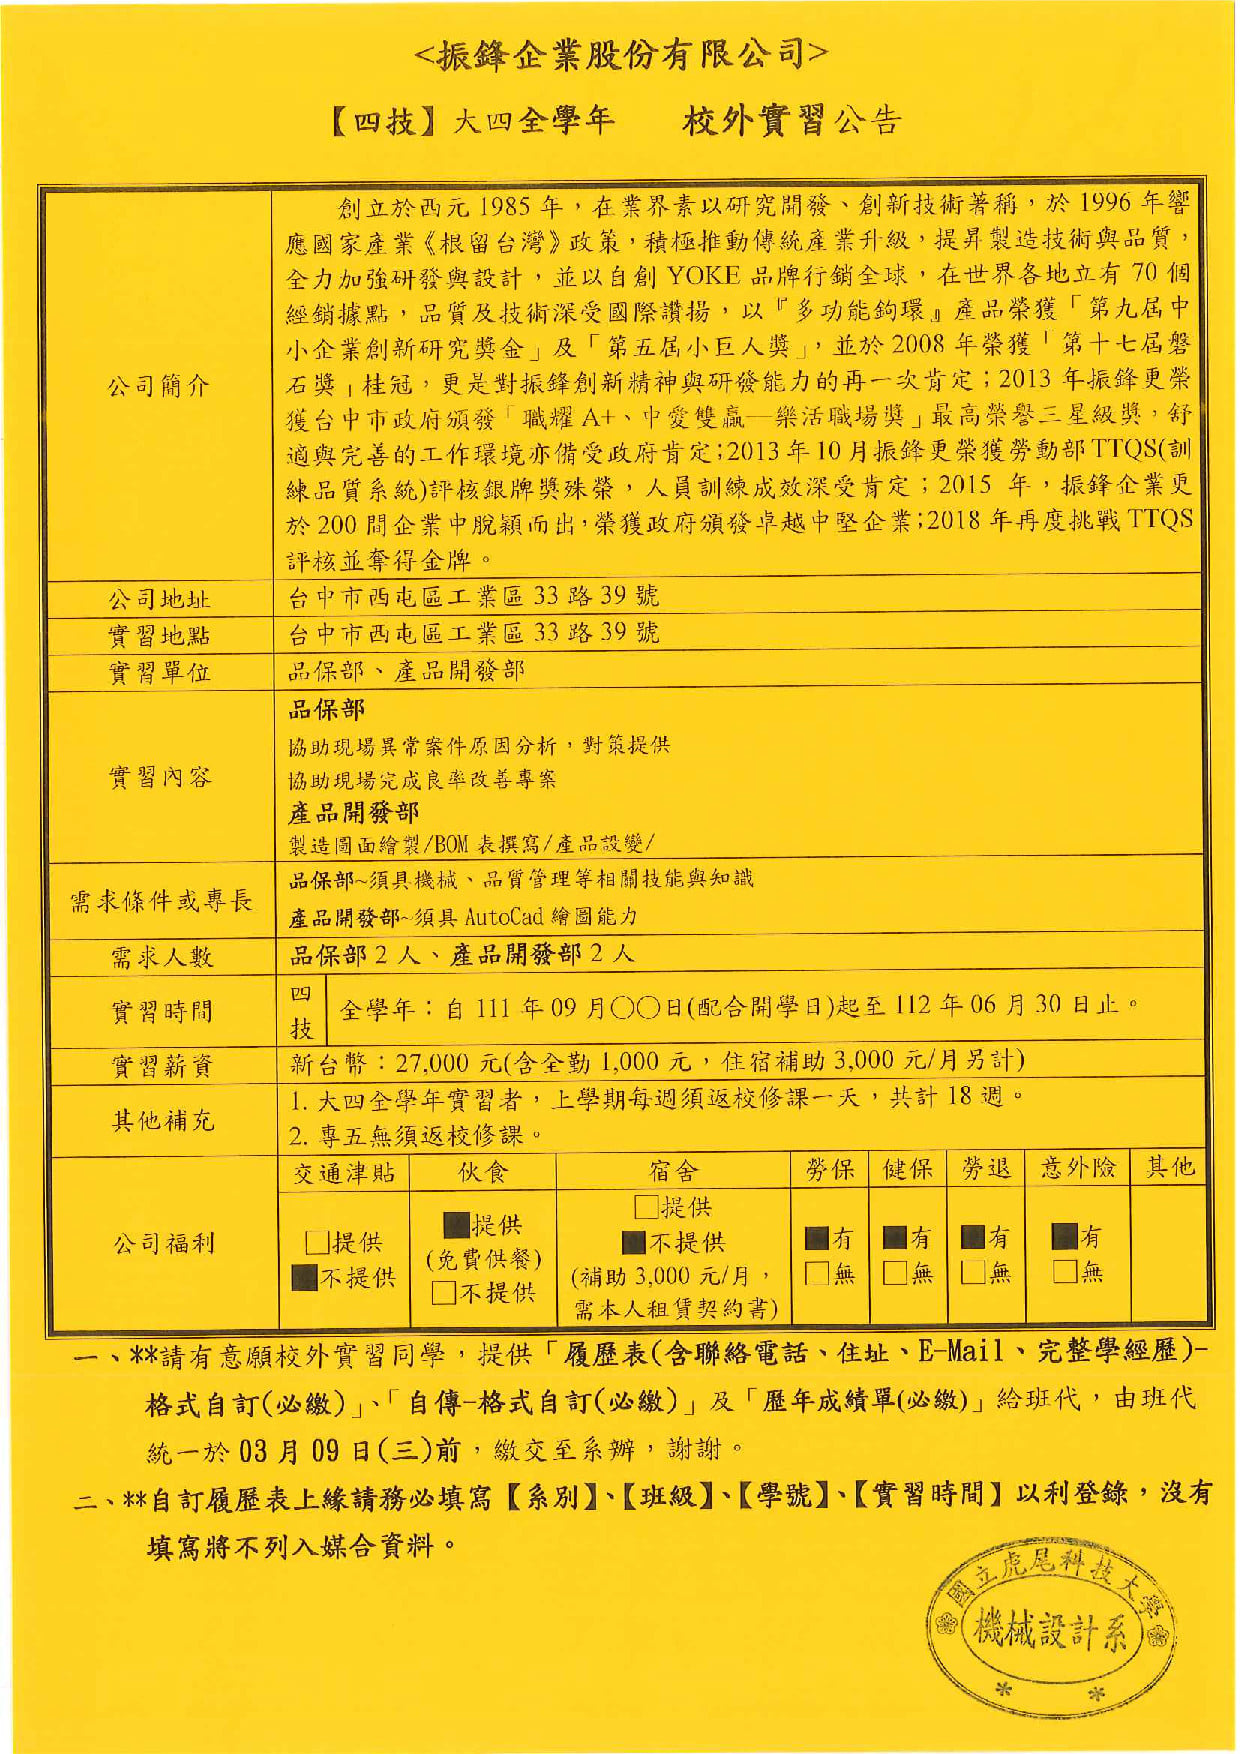 <振鋒企業股份有限公司>
【四技】大四全學年 校外實習公告
公司簡介
創立於西元 1985 年，在業界素以研究開發、創新技術著稱，於 1996 年響
應國家產業《根留台灣》政策，積極推動傳統產業升級，提昇製造技術與品質，
全力加強研發與設計，並以自創 YOKE 品牌行銷全球，在世界各地立有 70 個
經銷據點，品質及技術深受國際讚揚，以『多功能鉤環』產品榮獲「第九屆中
小企業創新研究獎金」及「第五屆小巨人獎」，並於 2008 年榮獲「第十七屆磐
石獎」桂冠，更是對振鋒創新精神與研發能力的再一次肯定；2013 年振鋒更榮
獲台中市政府頒發「職耀 A+、中愛雙贏—樂活職場獎」最高榮譽三星級獎，舒
適與完善的工作環境亦備受政府肯定；2013 年 10 月振鋒更榮獲勞動部 TTQS(訓
練品質系統)評核銀牌獎殊榮，人員訓練成效深受肯定；2015 年，振鋒企業更
於 200 間企業中脫穎而出，榮獲政府頒發卓越中堅企業；2018 年再度挑戰 TTQS
評核並奪得金牌。
公司地址 台中市西屯區工業區 33 路 39 號
實習地點 台中市西屯區工業區 33 路 39 號
實習單位 品保部、產品開發部
實習內容
品保部
協助現場異常案件原因分析，對策提供
協助現場完成良率改善專案
產品開發部
製造圖面繪製/BOM 表撰寫/產品設變/
需求條件或專長
品保部~須具機械、品質管理等相關技能與知識
產品開發部~須具 AutoCad 繪圖能力
需求人數 品保部 2 人、產品開發部 2 人
實習時間
四
技
全學年：自 111 年 09 月○○日(配合開學日)起至 112 年 06 月 30 日止。
實習薪資 新台幣：27,000 元(含全勤 1,000 元，住宿補助 3,000 元/月另計)
其他補充
1. 大四全學年實習者，上學期每週須返校修課一天，共計 18 週。
2. 專五無須返校修課。
公司福利
交通津貼 伙食 宿舍 勞保 健保 勞退 意外險 其他
□提供
■不提供
■提供
(免費供餐)
□不提供
□提供
■不提供
(補助 3,000 元/月，
需本人租賃契約書)
■有
□無
■有
□無
■有
□無
■有
□無
一、**請有意願校外實習同學，提供「履歷表(含聯絡電話、住址、E-Mail、完整學經歷)-
格式自訂(必繳)」、「自傳-格式自訂(必繳)」及「歷年成績單(必繳)」給班代，由班代
統一於 03 月 09 日(三)前，繳交至系辦，謝謝。
二、**自訂履歷表上緣請務必填寫【系別】、【班級】、【學號】、【實習時間】以利登錄，沒有
填寫將不列入媒合資料。
國立虎尾科技大學
機械設計系